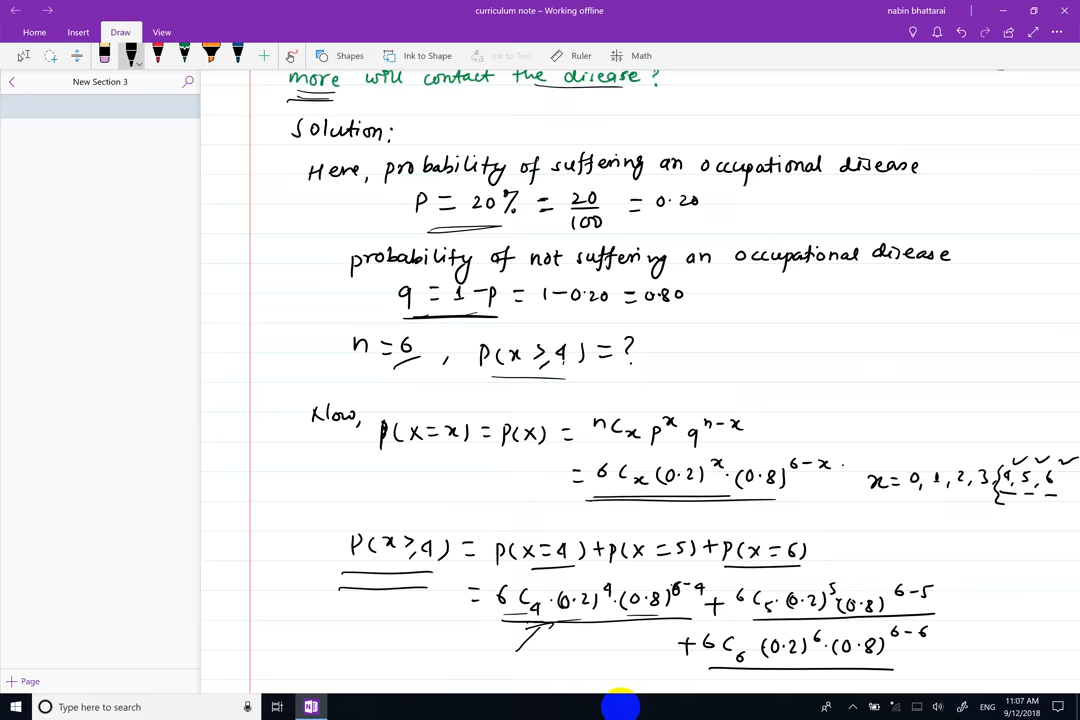 curriculum note – Working offline
nabin bhattarai
Home Insert Draw View
Shapes Ink to Shape Ink to Text Ruler Math
New Section 3
more will contact the disease?
Solution:
Here, probability of suffering an occupational disease
P = 20% = 20/100 = 0.20
probability of not suffering an occupational disease
q = 1 - p = 1 - 0.20 = 0.80
n = 6, P(x ≥ 4) = ?
Now, P(X = x) = P(X) = ⁿCₓ pˣ qⁿ⁻ˣ
= 6Cₓ (0.2)ˣ · (0.8)⁶⁻ˣ. x = 0, 1, 2, 3, {4, 5, 6
P(x ≥ 4) = P(X = 4) + P(X = 5) + P(X = 6)
= 6C₄ · (0.2)⁴ · (0.8)⁶⁻⁴ + 6C₅ · (0.2)⁵ (0.8)⁶⁻⁵
+ 6C₆ (0.2)⁶ · (0.8)⁶⁻⁶
+ Page
Type here to search
ENG
11:07 AM
9/12/2018